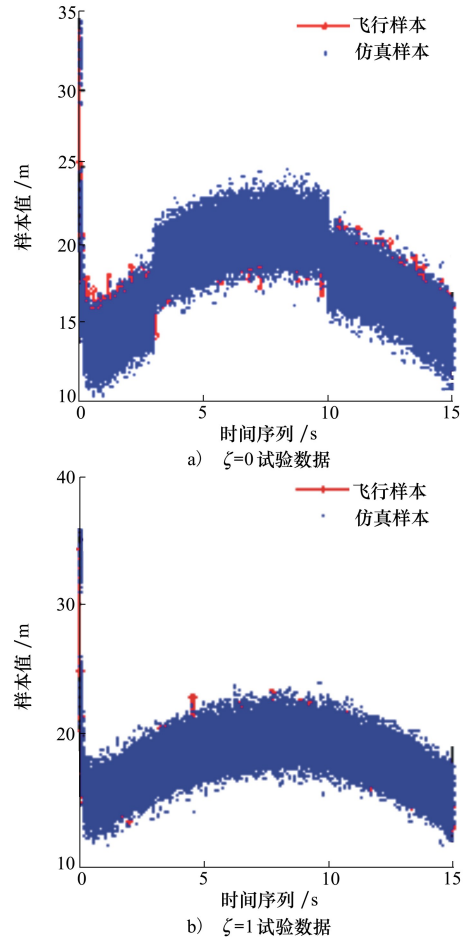 35
飞行样本
仿真样本
30
25
样本值/m
20
15
10
0
5
10
15
时间序列/s
a） ζ=0试验数据
40
飞行样本
仿真样本
30
样本值/m
20
10
0
5
10
15
时间序列/s
b） ζ=1试验数据